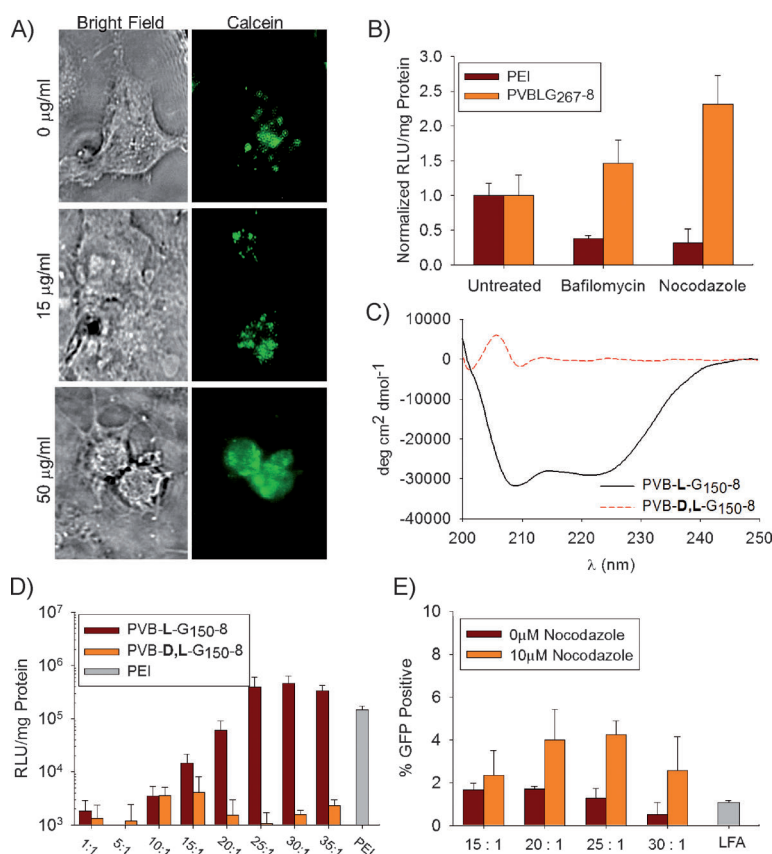 A)
Bright Field
Calcein
0 µg/ml
15 µg/ml
50 µg/ml
B)
Normalized RLU/mg Protein
3.0
2.5
2.0
1.5
1.0
0.5
0.0
PEI
PVBLG267-8
Untreated
Bafilomycin
Nocodazole
C)
deg cm2 dmol-1
10000
0
-10000
-20000
-30000
-40000
PVB-L-G150-8
PVB-D,L-G150-8
200 210 220 230 240 250
λ (nm)
D)
RLU/mg Protein
10^7
10^6
10^5
10^4
10^3
PVB-L-G150-8
PVB-D,L-G150-8
PEI
1:1 5:1 10:1 15:1 20:1 25:1 30:1 35:1 PEI
E)
% GFP Positive
10
8
6
4
2
0
0µM Nocodazole
10µM Nocodazole
15 : 1 20 : 1 25 : 1 30 : 1 LFA